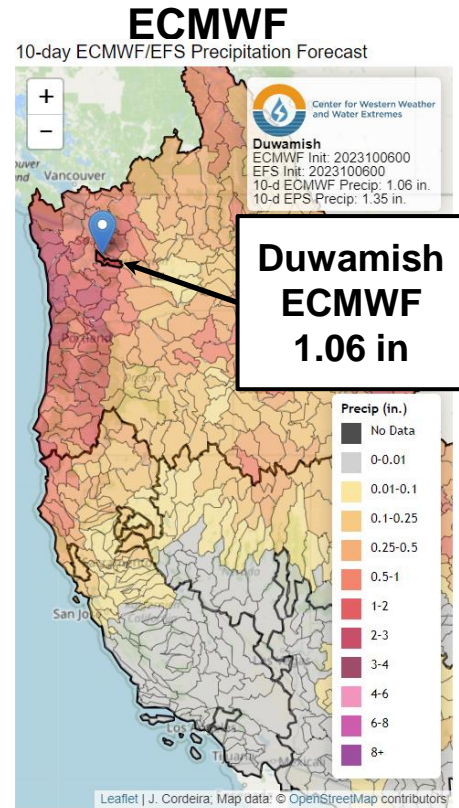 ECMWF
10-day ECMWF/EFS Precipitation Forecast
+
−
Center for Western Weather
and Water Extremes
Duwamish
ECMWF Init: 2023100600
EFS Init: 2023100600
10-d ECMWF Precip: 1.06 in.
10-d EPS Precip: 1.35 in.
Vancouver
Duwamish
ECMWF
1.06 in
Portland
Oregon
Precip (in.)
No Data
0-0.01
0.01-0.1
0.1-0.25
0.25-0.5
0.5-1
1-2
2-3
3-4
4-6
6-8
8+
San Jo
California
Los A
Tijuana
Mexicali
Leaflet | J. Cordeira; Map data: © OpenStreetMap contributors